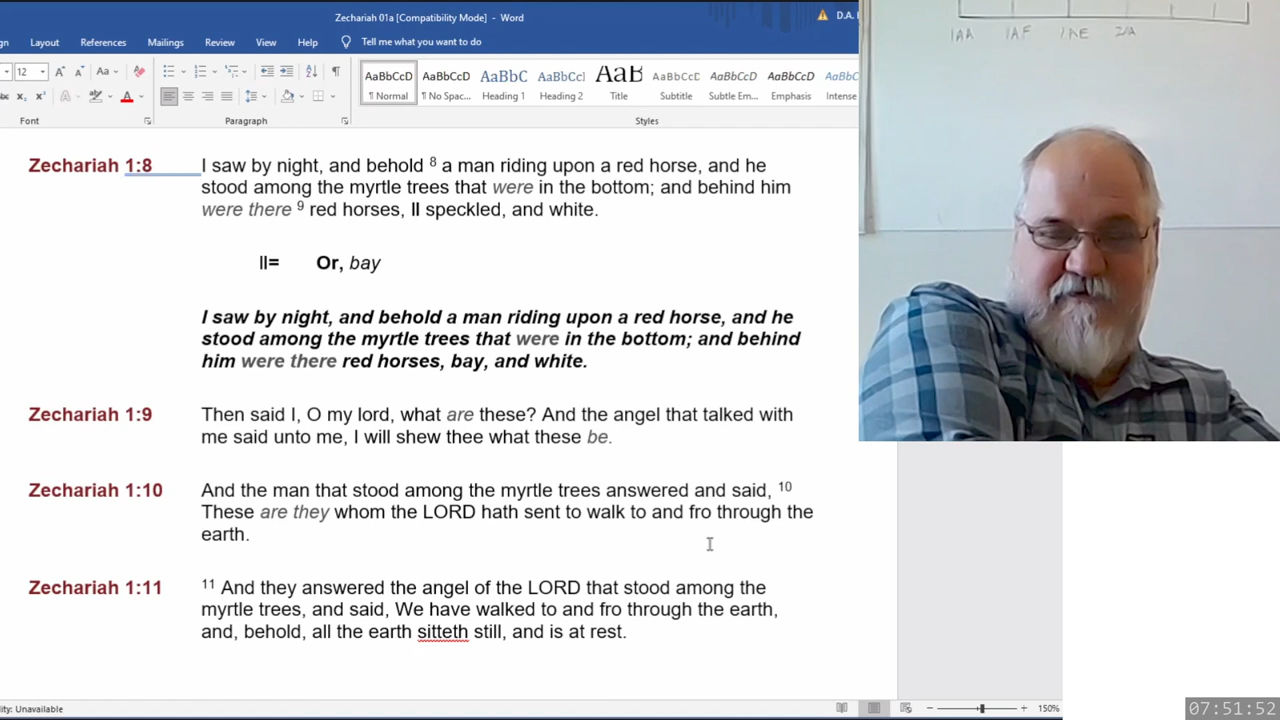 Zechariah 01a [Compatibility Mode] - Word
D.A.
Layout References Mailings Review View Help Tell me what you want to do
12 A A Aa
x₂ x² A A
AaBbCcD AaBbCcD AaBbC AaBbCcI AaB AaBbCcD AaBbCcD AaBbCcD AaBbC
¶ Normal ¶ No Spac... Heading 1 Heading 2 Title Subtitle Subtle Em... Emphasis Intense
Font Paragraph Styles
1AA 1AF 1AE 2/A
Zechariah 1:8 I saw by night, and behold ⁸ a man riding upon a red horse, and he
stood among the myrtle trees that were in the bottom; and behind him
were there ⁹ red horses, ll speckled, and white.
ll= Or, bay
I saw by night, and behold a man riding upon a red horse, and he
stood among the myrtle trees that were in the bottom; and behind
him were there red horses, bay, and white.
Zechariah 1:9 Then said I, O my lord, what are these? And the angel that talked with
me said unto me, I will shew thee what these be.
Zechariah 1:10 And the man that stood among the myrtle trees answered and said, ¹⁰
These are they whom the LORD hath sent to walk to and fro through the
earth.
Zechariah 1:11 ¹¹ And they answered the angel of the LORD that stood among the
myrtle trees, and said, We have walked to and fro through the earth,
and, behold, all the earth sitteth still, and is at rest.
lity: Unavailable
150%
07:51:52